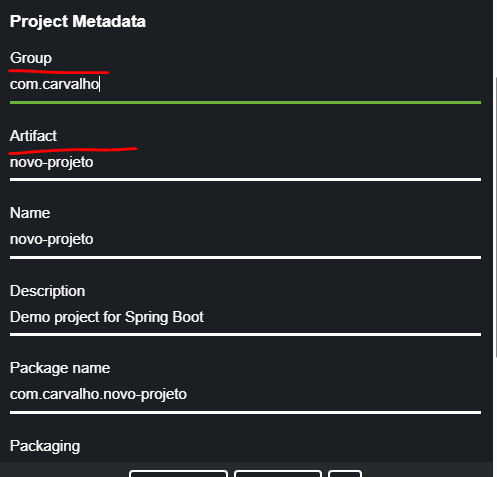 Project Metadata
Group
com.carvalho
Artifact
novo-projeto
Name
novo-projeto
Description
Demo project for Spring Boot
Package name
com.carvalho.novo-projeto
Packaging